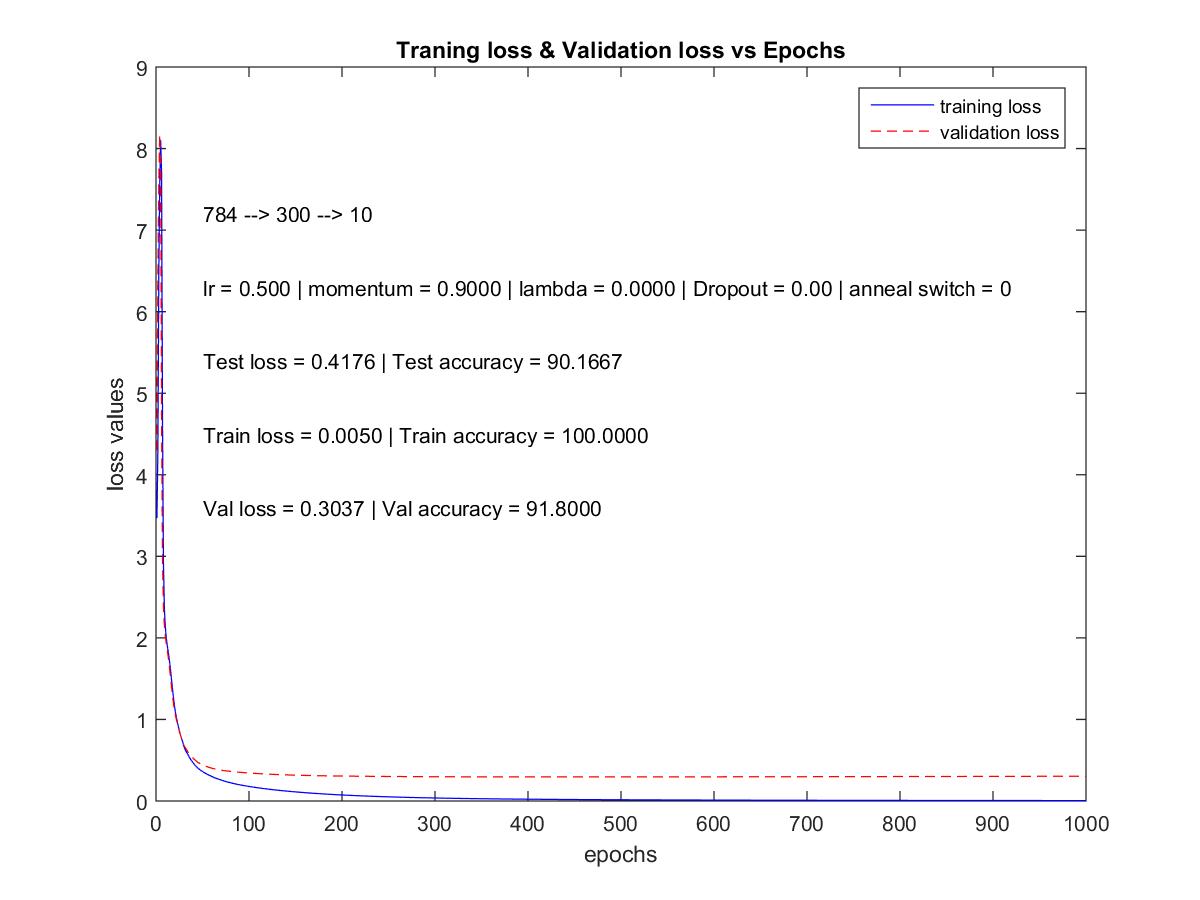 Traning loss & Validation loss vs Epochs
training loss
validation loss
784 --> 300 --> 10
lr = 0.500 | momentum = 0.9000 | lambda = 0.0000 | Dropout = 0.00 | anneal switch = 0
Test loss = 0.4176 | Test accuracy = 90.1667
Train loss = 0.0050 | Train accuracy = 100.0000
Val loss = 0.3037 | Val accuracy = 91.8000
loss values
9
8
7
6
5
4
3
2
1
0
0 100 200 300 400 500 600 700 800 900 1000
epochs